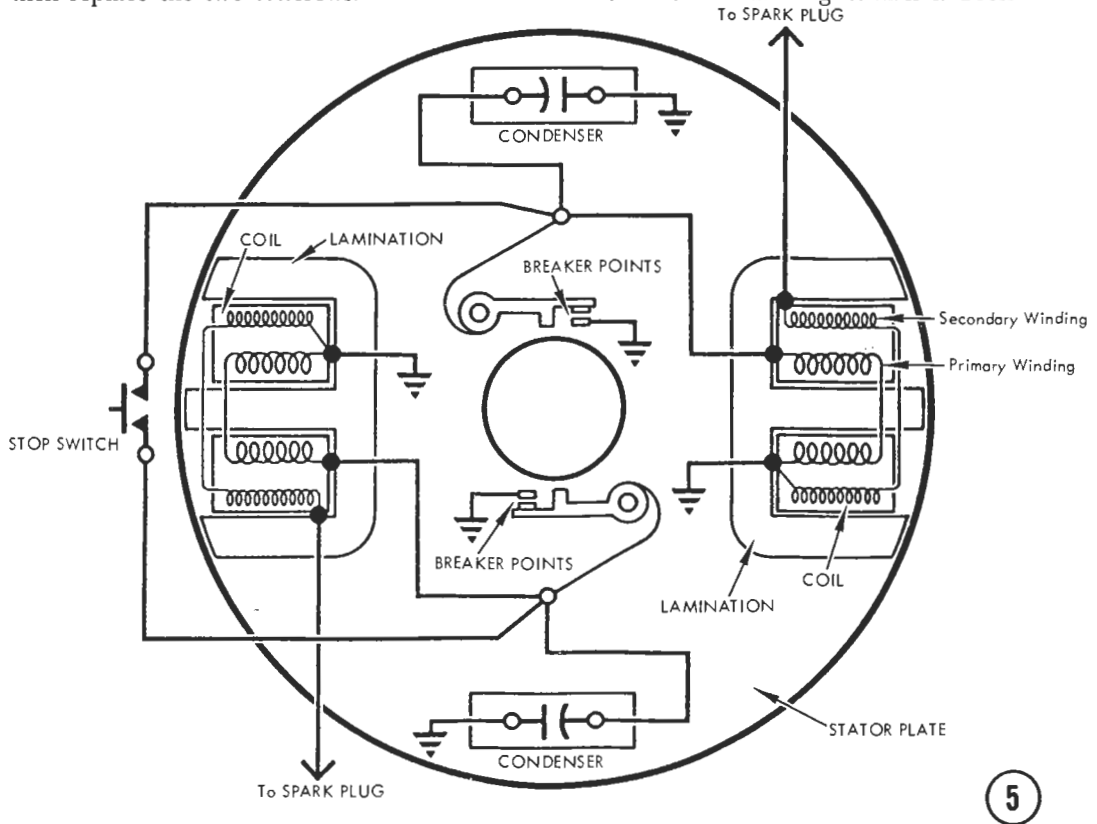 To SPARK PLUG
CONDENSER
COIL
LAMINATION
BREAKER POINTS
Secondary Winding
Primary Winding
STOP SWITCH
BREAKER POINTS
COIL
LAMINATION
STATOR PLATE
CONDENSER
To SPARK PLUG
5